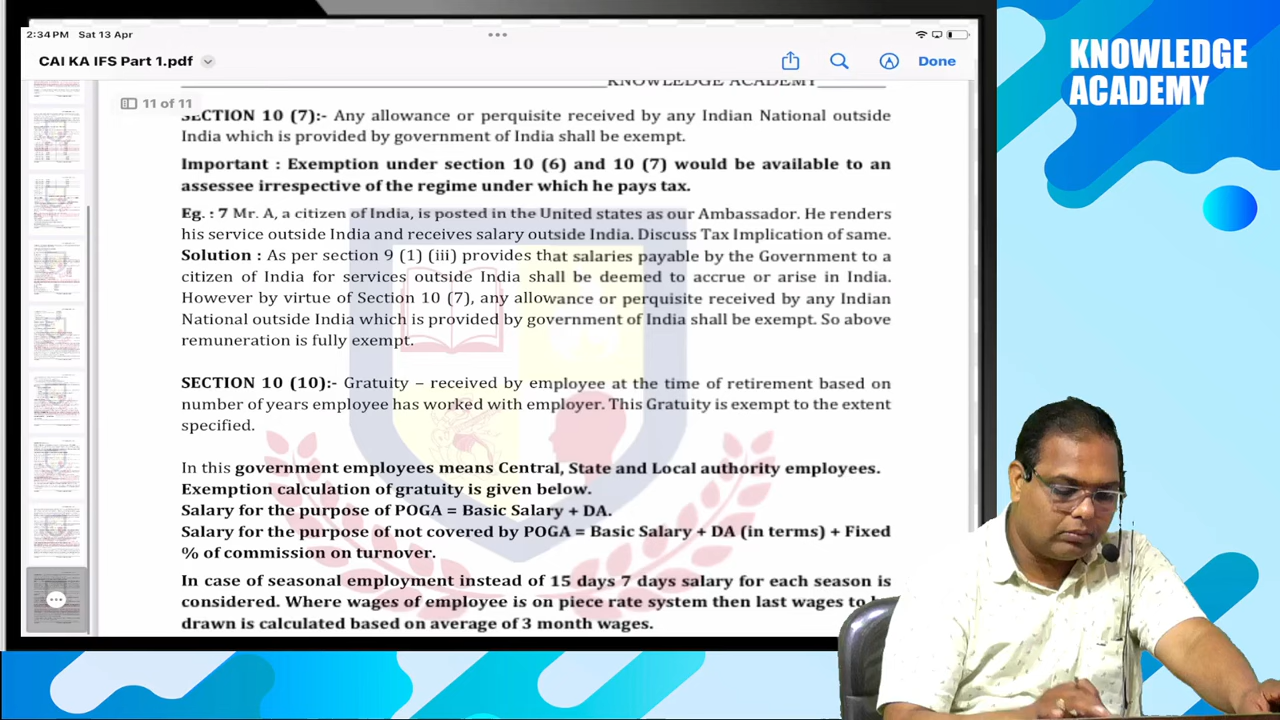 2:34 PM Sat 13 Apr
CAI KA IFS Part 1.pdf
Done
KNOWLEDGE
ACADEMY
KNOWLEDGE ACADEMY
11 of 11
SECTION 10 (7):- Any allowance or perquisite received by any Indian National outside
India which is provided by government of India shall be exempt.
Important : Exemption under section 10 (6) and 10 (7) would be available to an
assessee irrespective of the regime under which he pays tax.
Eg. : 7 Mr. A, a citizen of India, is posted in the United states as our Ambassador. He renders
his service outside India and receives salary outside India. Discuss Tax Implication of same.
Solution : As per section 9 (1) (iii) provides that salaries payable by the Government to a
citizen of India for service outside India shall be deemed to accrue or arise in India.
However by virtue of Section 10 (7), any allowance or perquisite received by any Indian
National outside India which is provided by government of India shall be exempt. So above
remuneration is fully exempt.
SECTION 10 (10):- Gratuity – received by employee at the time of retirement based on
number of years employee has worked with employer. This Gratuity is exempt to the extent
specified.
In this government employees means Central, State and Local authority employees.
Exemption calculation of gratuity is given below.
Salary for the purpose of POGA = Basic Salary + DA.
Salary for the purpose of not covered by POGA = Basic Salary + DA (in terms) + Fixed
% of commission on turnover.
In case of seasonal employment instead of 15 days 7 days salary for each season is
considered. Where wages of employee is on piece rate system then last wages to be
drawn is calculated based on average of 3 month wages.